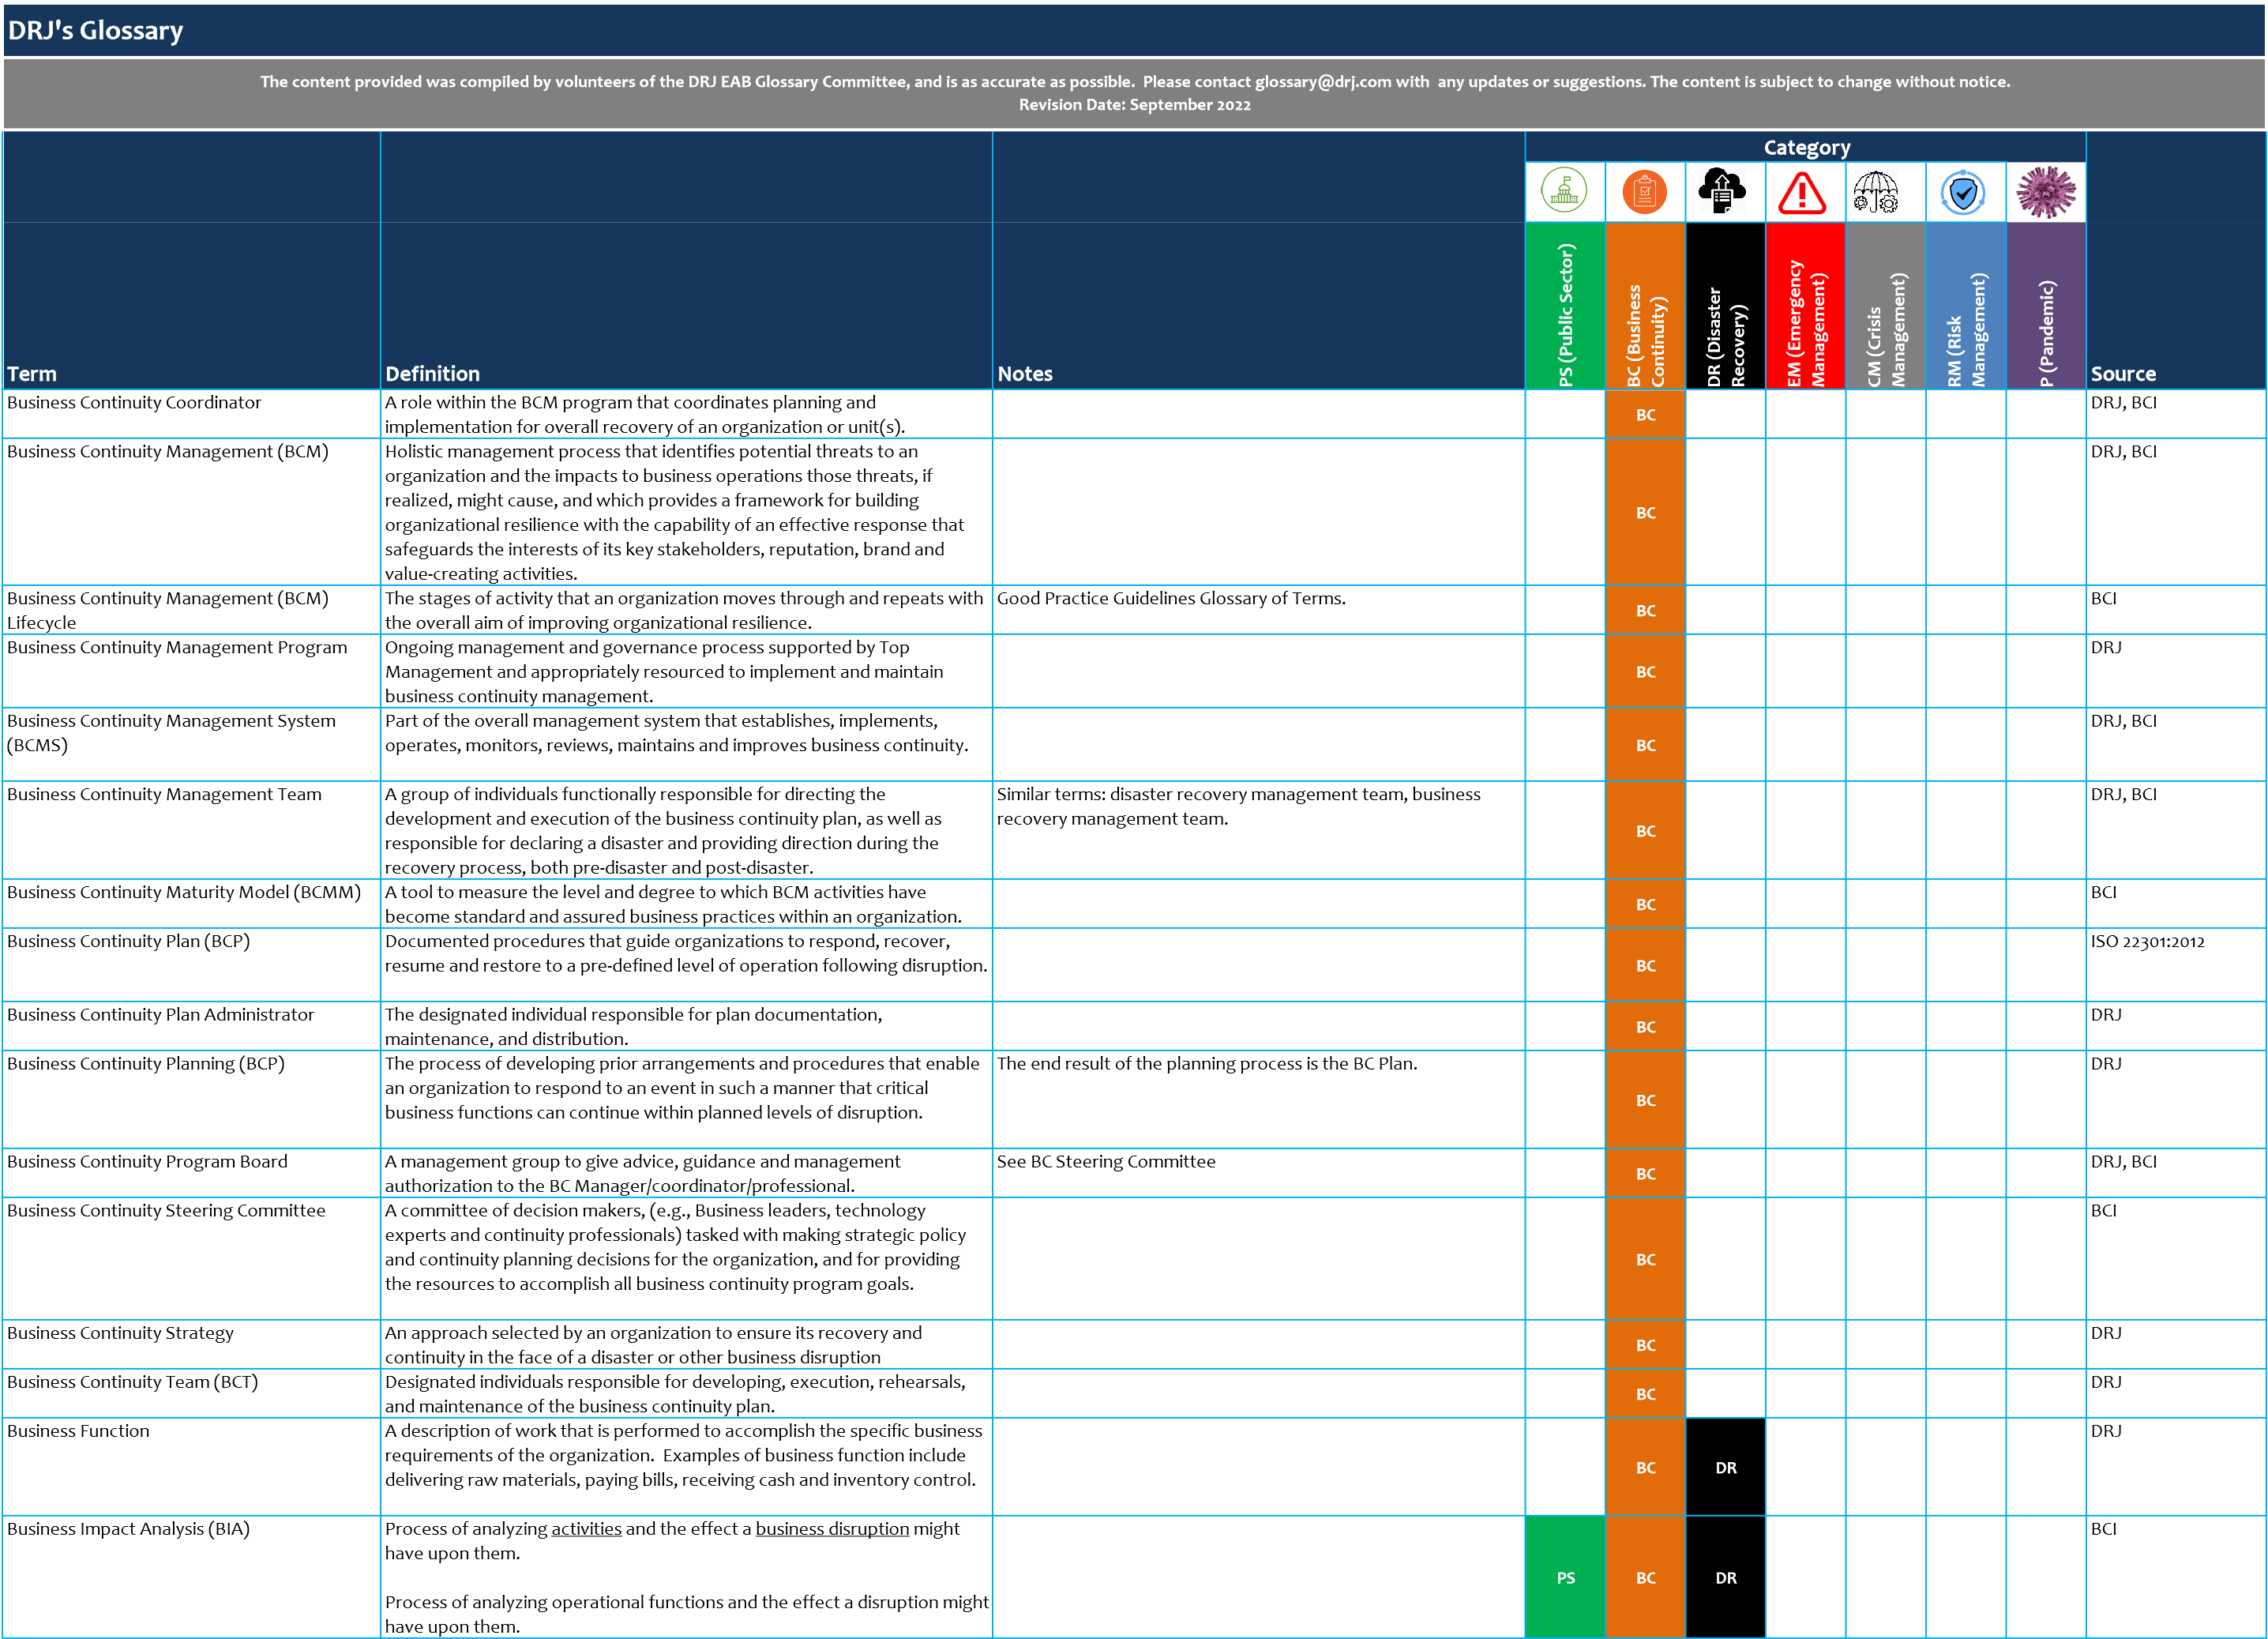 DRJ's Glossary
The content provided was compiled by volunteers of the DRJ EAB Glossary Committee, and is as accurate as possible.  Please contact glossary@drj.com with  any updates or suggestions. The content is subject to change without notice.
Revision Date: September 2022
Category
Term
Definition
Notes
PS (Public Sector)
BC (Business
Continuity)
DR (Disaster
Recovery)
EM (Emergency
Management)
CM (Crisis
Management)
RM (Risk
Management)
P (Pandemic)
Source
Business Continuity Coordinator
A role within the BCM program that coordinates planning and
implementation for overall recovery of an organization or unit(s).
BC
DRJ, BCI
Business Continuity Management (BCM)
Holistic management process that identifies potential threats to an
organization and the impacts to business operations those threats, if
realized, might cause, and which provides a framework for building
organizational resilience with the capability of an effective response that
safeguards the interests of its key stakeholders, reputation, brand and
value-creating activities.
BC
DRJ, BCI
Business Continuity Management (BCM)
Lifecycle
The stages of activity that an organization moves through and repeats with
the overall aim of improving organizational resilience.
Good Practice Guidelines Glossary of Terms.
BC
BCI
Business Continuity Management Program
Ongoing management and governance process supported by Top
Management and appropriately resourced to implement and maintain
business continuity management.
BC
DRJ
Business Continuity Management System
(BCMS)
Part of the overall management system that establishes, implements,
operates, monitors, reviews, maintains and improves business continuity.
BC
DRJ, BCI
Business Continuity Management Team
A group of individuals functionally responsible for directing the
development and execution of the business continuity plan, as well as
responsible for declaring a disaster and providing direction during the
recovery process, both pre-disaster and post-disaster.
Similar terms: disaster recovery management team, business
recovery management team.
BC
DRJ, BCI
Business Continuity Maturity Model (BCMM)
A tool to measure the level and degree to which BCM activities have
become standard and assured business practices within an organization.
BC
BCI
Business Continuity Plan (BCP)
Documented procedures that guide organizations to respond, recover,
resume and restore to a pre-defined level of operation following disruption.
BC
ISO 22301:2012
Business Continuity Plan Administrator
The designated individual responsible for plan documentation,
maintenance, and distribution.
BC
DRJ
Business Continuity Planning (BCP)
The process of developing prior arrangements and procedures that enable
an organization to respond to an event in such a manner that critical
business functions can continue within planned levels of disruption.
The end result of the planning process is the BC Plan.
BC
DRJ
Business Continuity Program Board
A management group to give advice, guidance and management
authorization to the BC Manager/coordinator/professional.
See BC Steering Committee
BC
DRJ, BCI
Business Continuity Steering Committee
A committee of decision makers, (e.g., Business leaders, technology
experts and continuity professionals) tasked with making strategic policy
and continuity planning decisions for the organization, and for providing
the resources to accomplish all business continuity program goals.
BC
BCI
Business Continuity Strategy
An approach selected by an organization to ensure its recovery and
continuity in the face of a disaster or other business disruption
BC
DRJ
Business Continuity Team (BCT)
Designated individuals responsible for developing, execution, rehearsals,
and maintenance of the business continuity plan.
BC
DRJ
Business Function
A description of work that is performed to accomplish the specific business
requirements of the organization.  Examples of business function include
delivering raw materials, paying bills, receiving cash and inventory control.
BC
DR
DRJ
Business Impact Analysis (BIA)
Process of analyzing activities and the effect a business disruption might
have upon them.
Process of analyzing operational functions and the effect a disruption might
have upon them.
PS
BC
DR
BCI